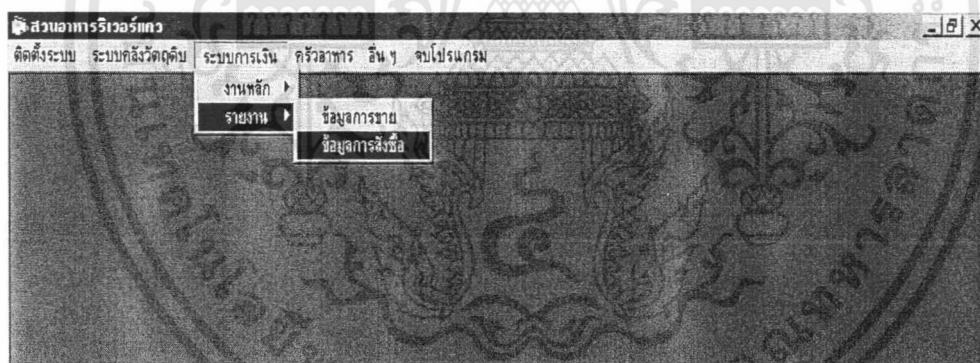 สวนอาหารริเวอร์แคว
ติดตั้งระบบ ระบบคลังวัตถุดิบ ระบบการเงิน ครัวอาหาร อื่น ๆ จบโปรแกรม
งานหลัก
รายงาน ข้อมูลการขาย
ข้อมูลการสั่งซื้อ